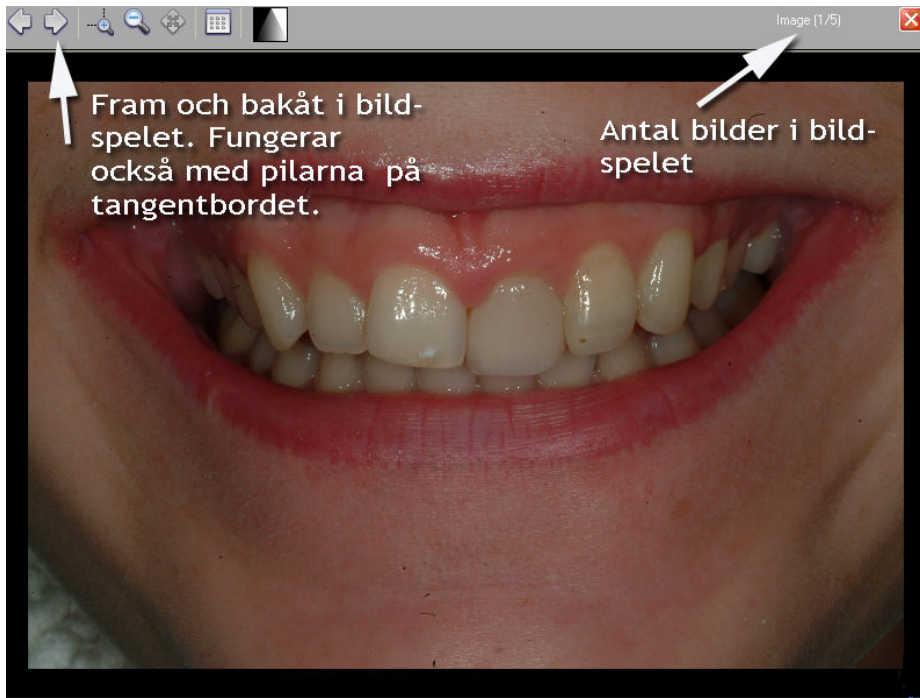 Image (1/5)
Fram och bakåt i bild-
spelet. Fungerar
också med pilarna på
tangentbordet.
Antal bilder i bild-
spelet